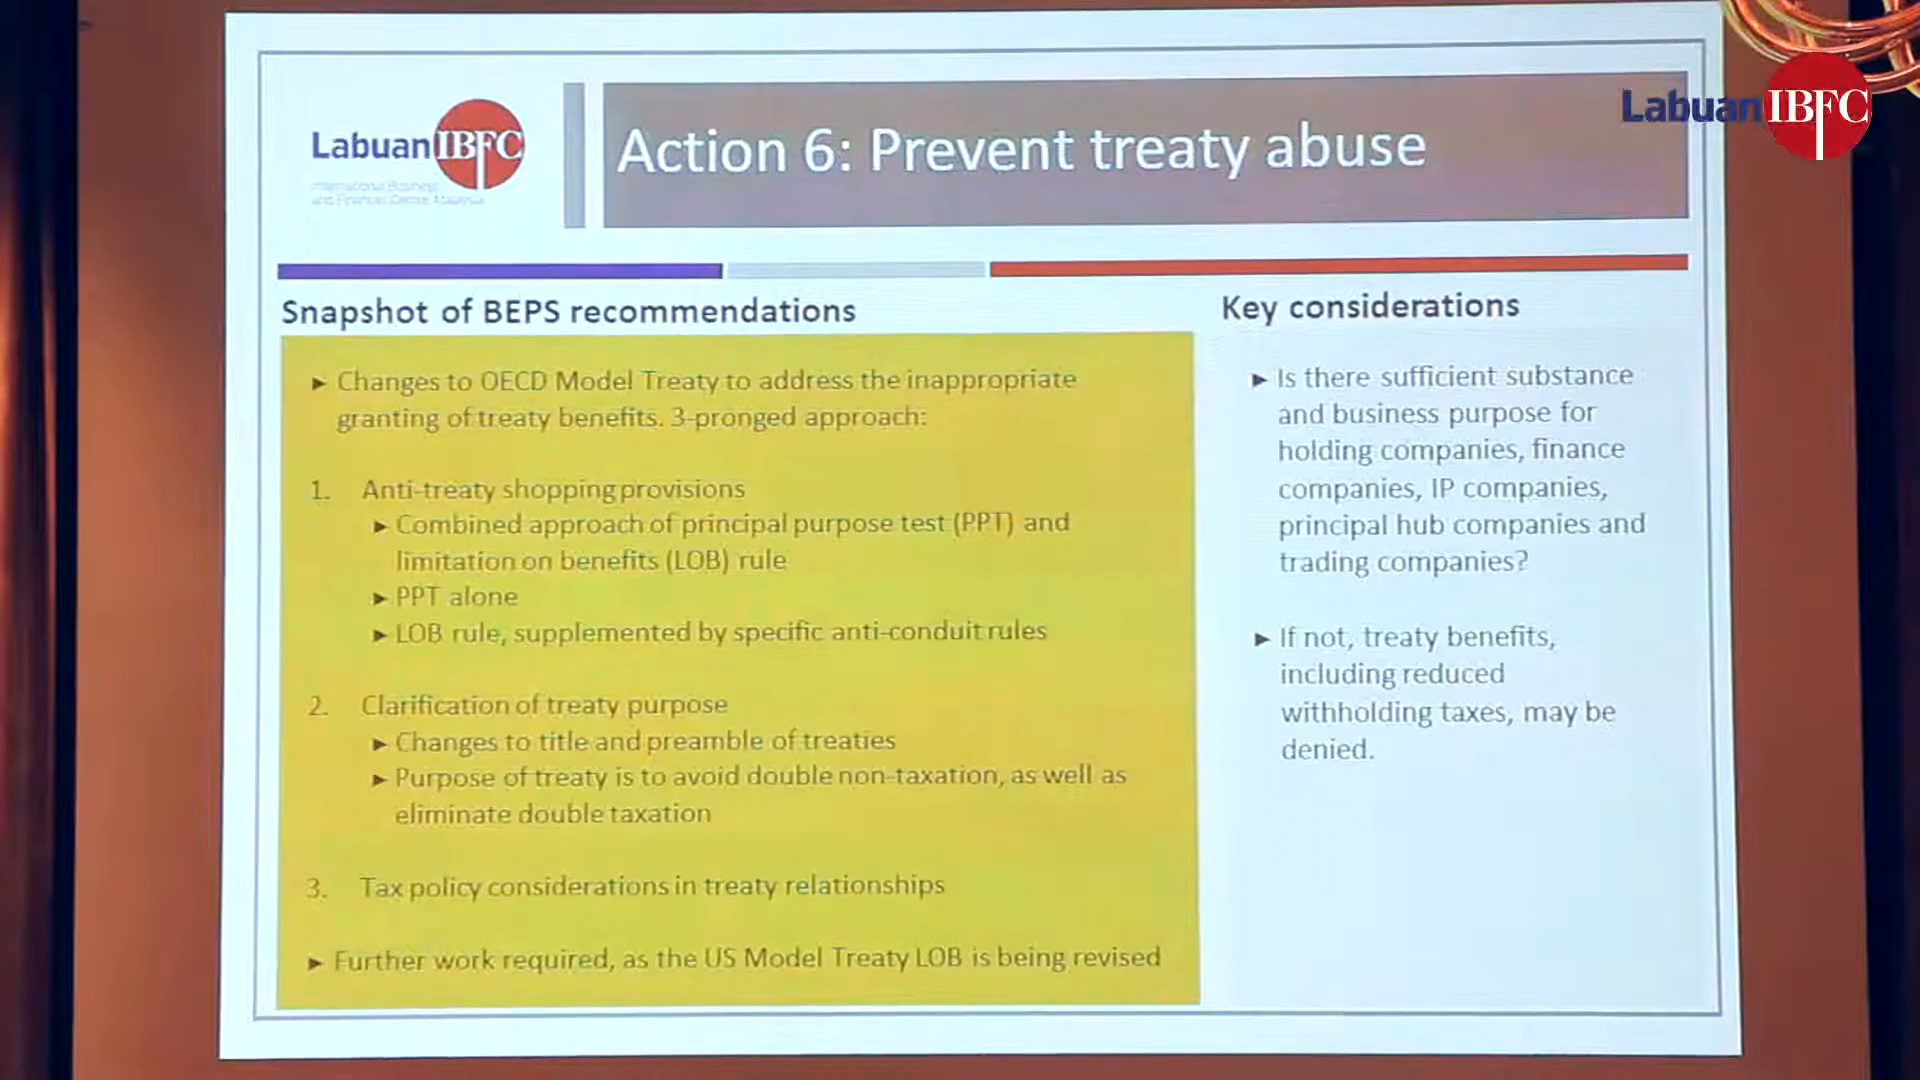 Labuan IBFC
Labuan IBFC
International Business
and Financial Centre, Malaysia
Action 6: Prevent treaty abuse
Snapshot of BEPS recommendations
► Changes to OECD Model Treaty to address the inappropriate
granting of treaty benefits. 3-pronged approach:
1. Anti-treaty shopping provisions
► Combined approach of principal purpose test (PPT) and
limitation on benefits (LOB) rule
► PPT alone
► LOB rule, supplemented by specific anti-conduit rules
2. Clarification of treaty purpose
► Changes to title and preamble of treaties
► Purpose of treaty is to avoid double non-taxation, as well as
eliminate double taxation
3. Tax policy considerations in treaty relationships
► Further work required, as the US Model Treaty LOB is being revised
Key considerations
► Is there sufficient substance
and business purpose for
holding companies, finance
companies, IP companies,
principal hub companies and
trading companies?
► If not, treaty benefits,
including reduced
withholding taxes, may be
denied.